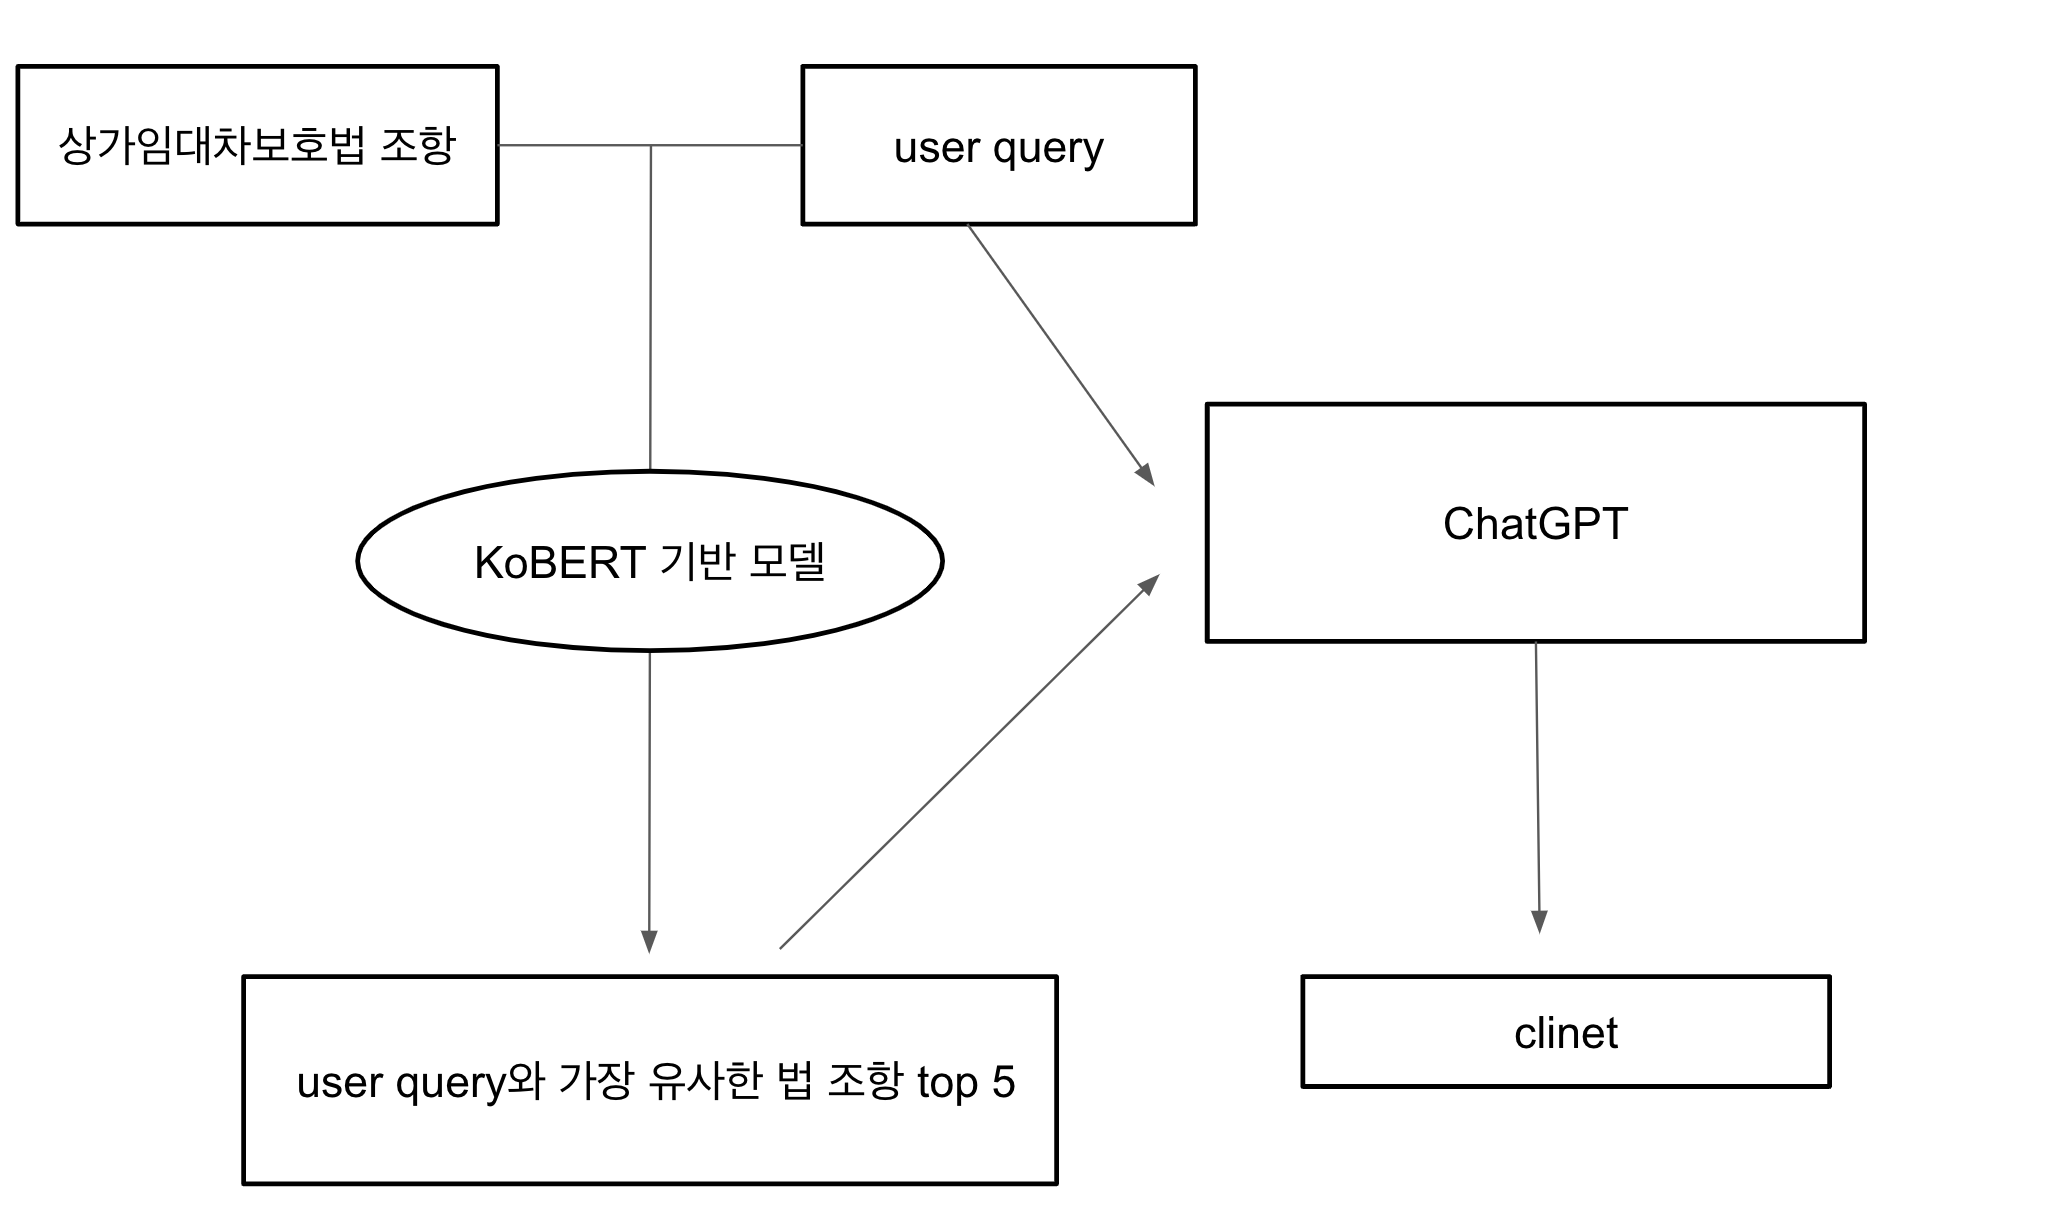 상가임대차보호법 조항
user query
KoBERT 기반 모델
ChatGPT
user query와 가장 유사한 법 조항 top 5
clinet